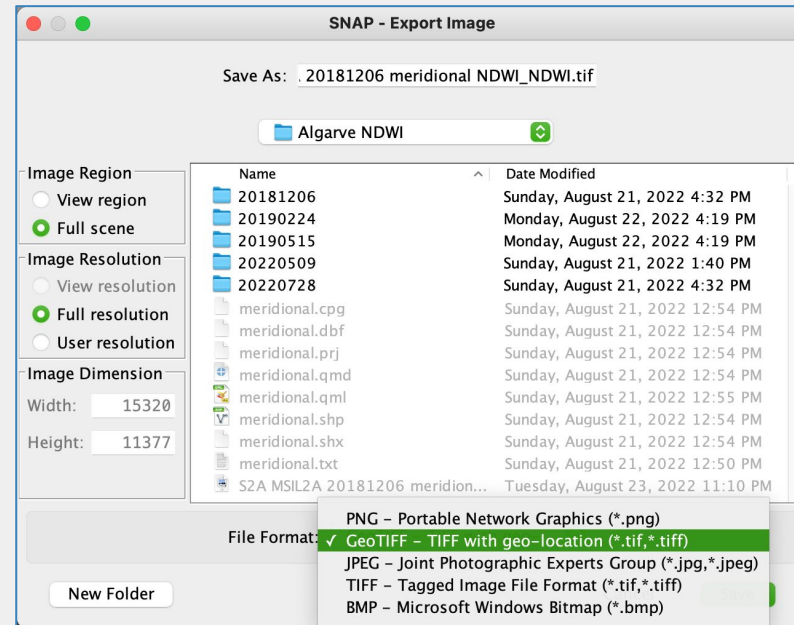 SNAP - Export Image
Save As: . 20181206 meridional NDWI_NDWI.tif
Algarve NDWI
Image Region
View region
Full scene
Image Resolution
View resolution
Full resolution
User resolution
Image Dimension
Width: 15320
Height: 11377
Name Date Modified
20181206 Sunday, August 21, 2022 4:32 PM
20190224 Monday, August 22, 2022 4:19 PM
20190515 Monday, August 22, 2022 4:19 PM
20220509 Sunday, August 21, 2022 1:40 PM
20220728 Sunday, August 21, 2022 4:32 PM
meridional.cpg Sunday, August 21, 2022 12:54 PM
meridional.dbf Sunday, August 21, 2022 12:54 PM
meridional.prj Sunday, August 21, 2022 12:54 PM
meridional.qmd Sunday, August 21, 2022 12:54 PM
meridional.qml Sunday, August 21, 2022 12:55 PM
meridional.shp Sunday, August 21, 2022 12:54 PM
meridional.shx Sunday, August 21, 2022 12:54 PM
meridional.txt Sunday, August 21, 2022 12:50 PM
S2A MSIL2A 20181206 meridion... Tuesday, August 23, 2022 11:10 PM
File Format:
PNG – Portable Network Graphics (*.png)
✓ GeoTIFF – TIFF with geo-location (*.tif,*.tiff)
JPEG – Joint Photographic Experts Group (*.jpg,*.jpeg)
TIFF – Tagged Image File Format (*.tif,*.tiff)
BMP – Microsoft Windows Bitmap (*.bmp)
New Folder
Save